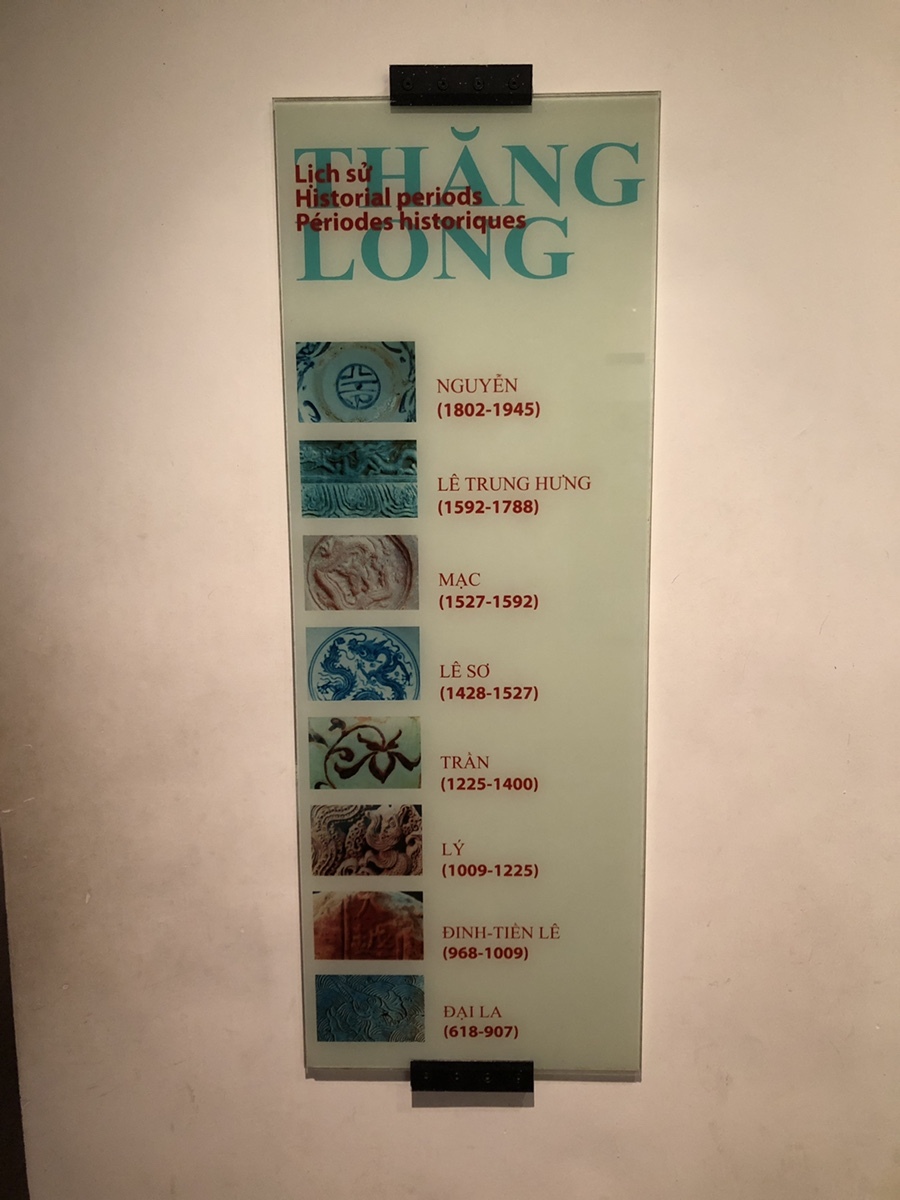 THĂNG
LONG
Lịch sử
Historial periods
Périodes historiques
NGUYỄN
(1802-1945)
LÊ TRUNG HƯNG
(1592-1788)
MẠC
(1527-1592)
LÊ SƠ
(1428-1527)
TRẦN
(1225-1400)
LÝ
(1009-1225)
ĐINH-TIỀN LÊ
(968-1009)
ĐẠI LA
(618-907)